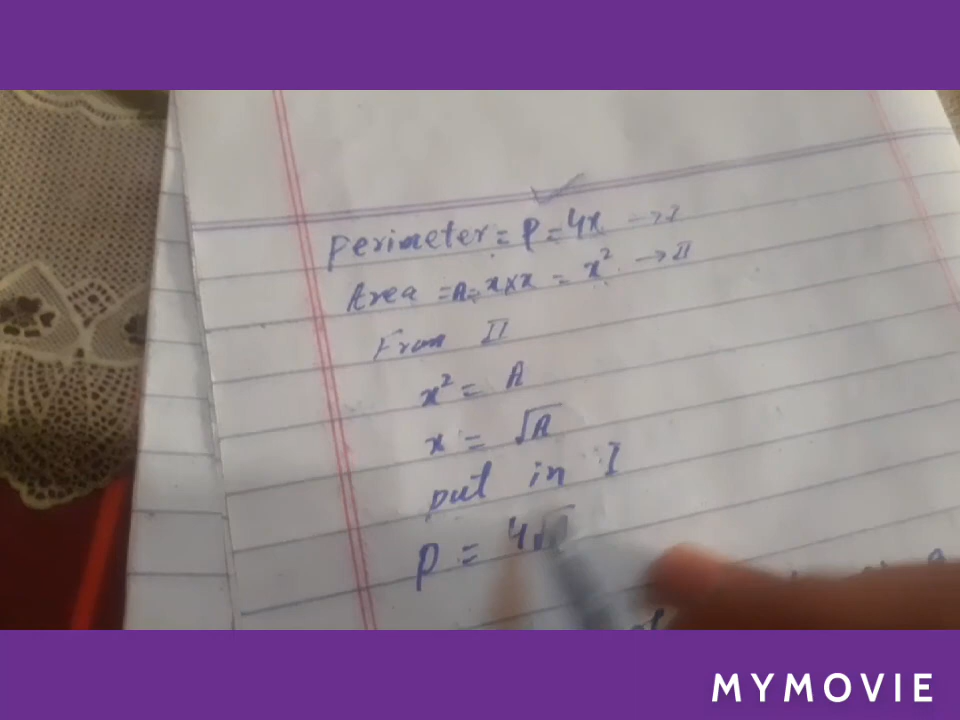 Perimeter = P = 4x → I
Area = A = x × x = x² → II
From II
x² = A
x = √A
put in I
P = 4√
MYMOVIE